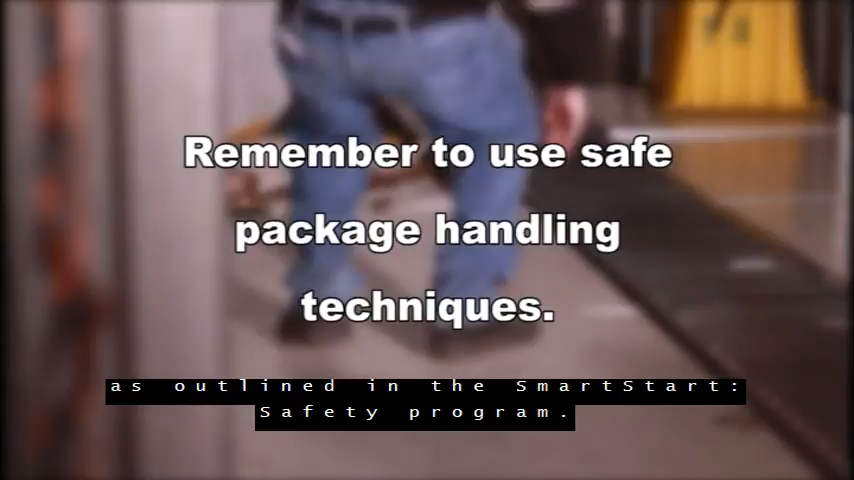 Remember to use safe
package handling
techniques.
as outlined in the SmartStart:
Safety program.